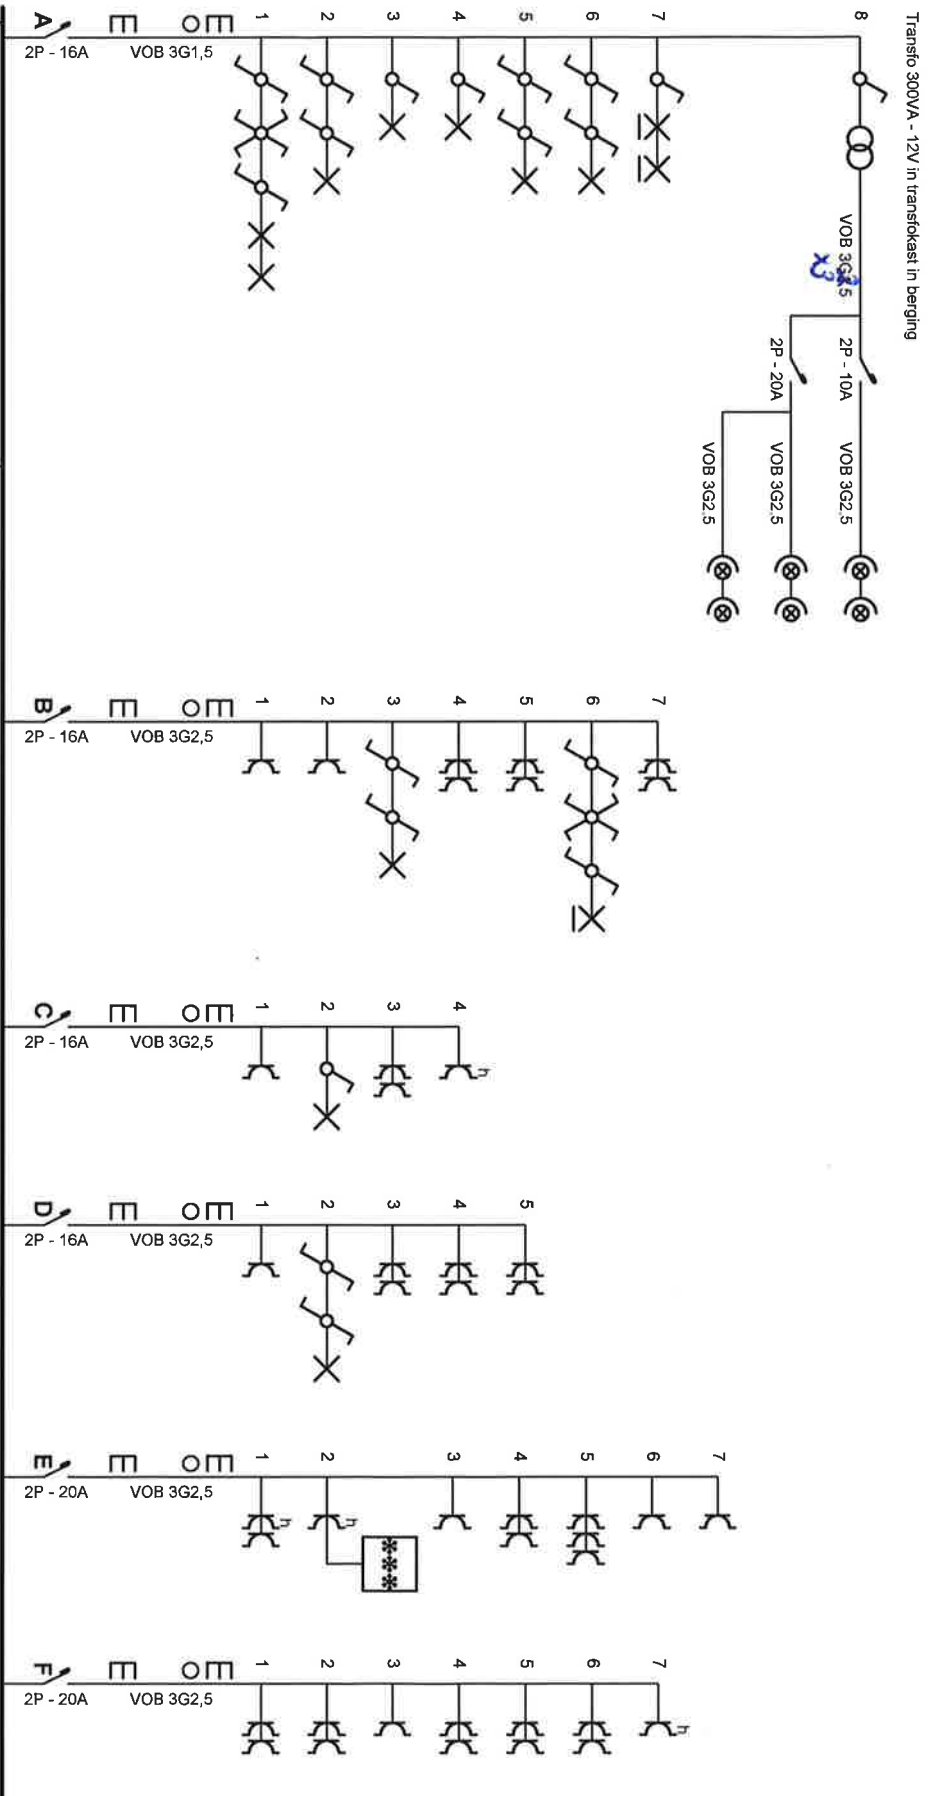 Transfo 300VA - 12V in transfokast in berging
A
2P - 16A
VOB 3G1,5
1
2
3
4
5
6
7
8
2P - 10A
VOB 3G2,5
2P - 20A
VOB 3G2,5
VOB 3G2,5
B
2P - 16A
VOB 3G2,5
1
2
3
4
5
6
7
C
2P - 16A
VOB 3G2,5
1
2
3
4
h
D
2P - 16A
VOB 3G2,5
1
2
3
4
5
E
2P - 20A
VOB 3G2,5
1
2
3
4
5
6
7
h
h
F
2P - 20A
VOB 3G2,5
1
2
3
4
5
6
7
h